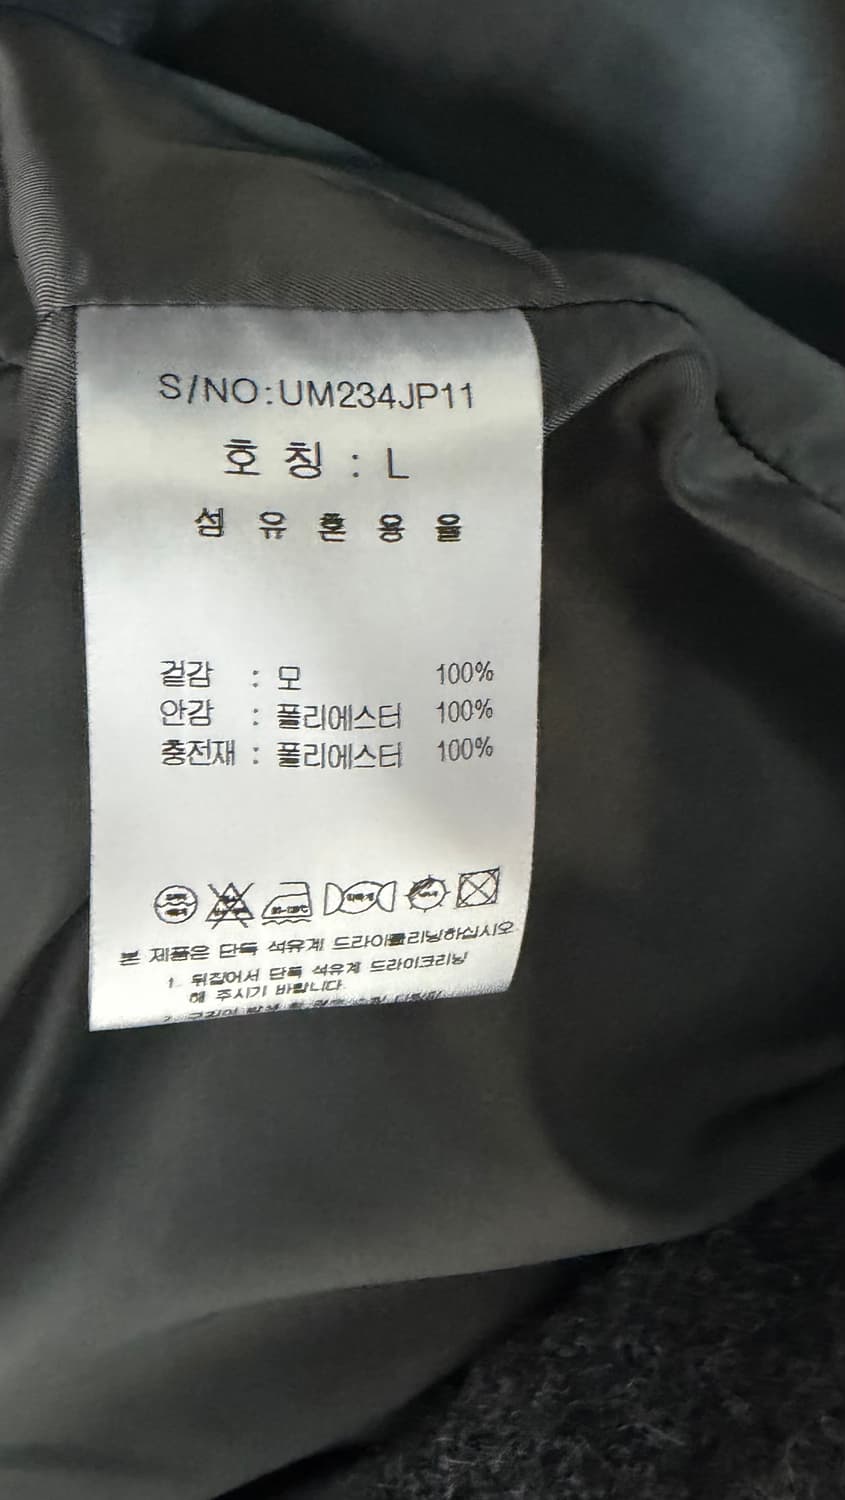 S/NO:UM234JP11
호 칭 : L
섬 유 혼 용 율
겉감 : 모 100%
안감 : 폴리에스터 100%
충전재 : 폴리에스터 100%
본 제품은 단독 석유계 드라이클리닝하십시오
1. 뒤집어서 단독 석유계 드라이크리닝
해 주시기 바랍니다.